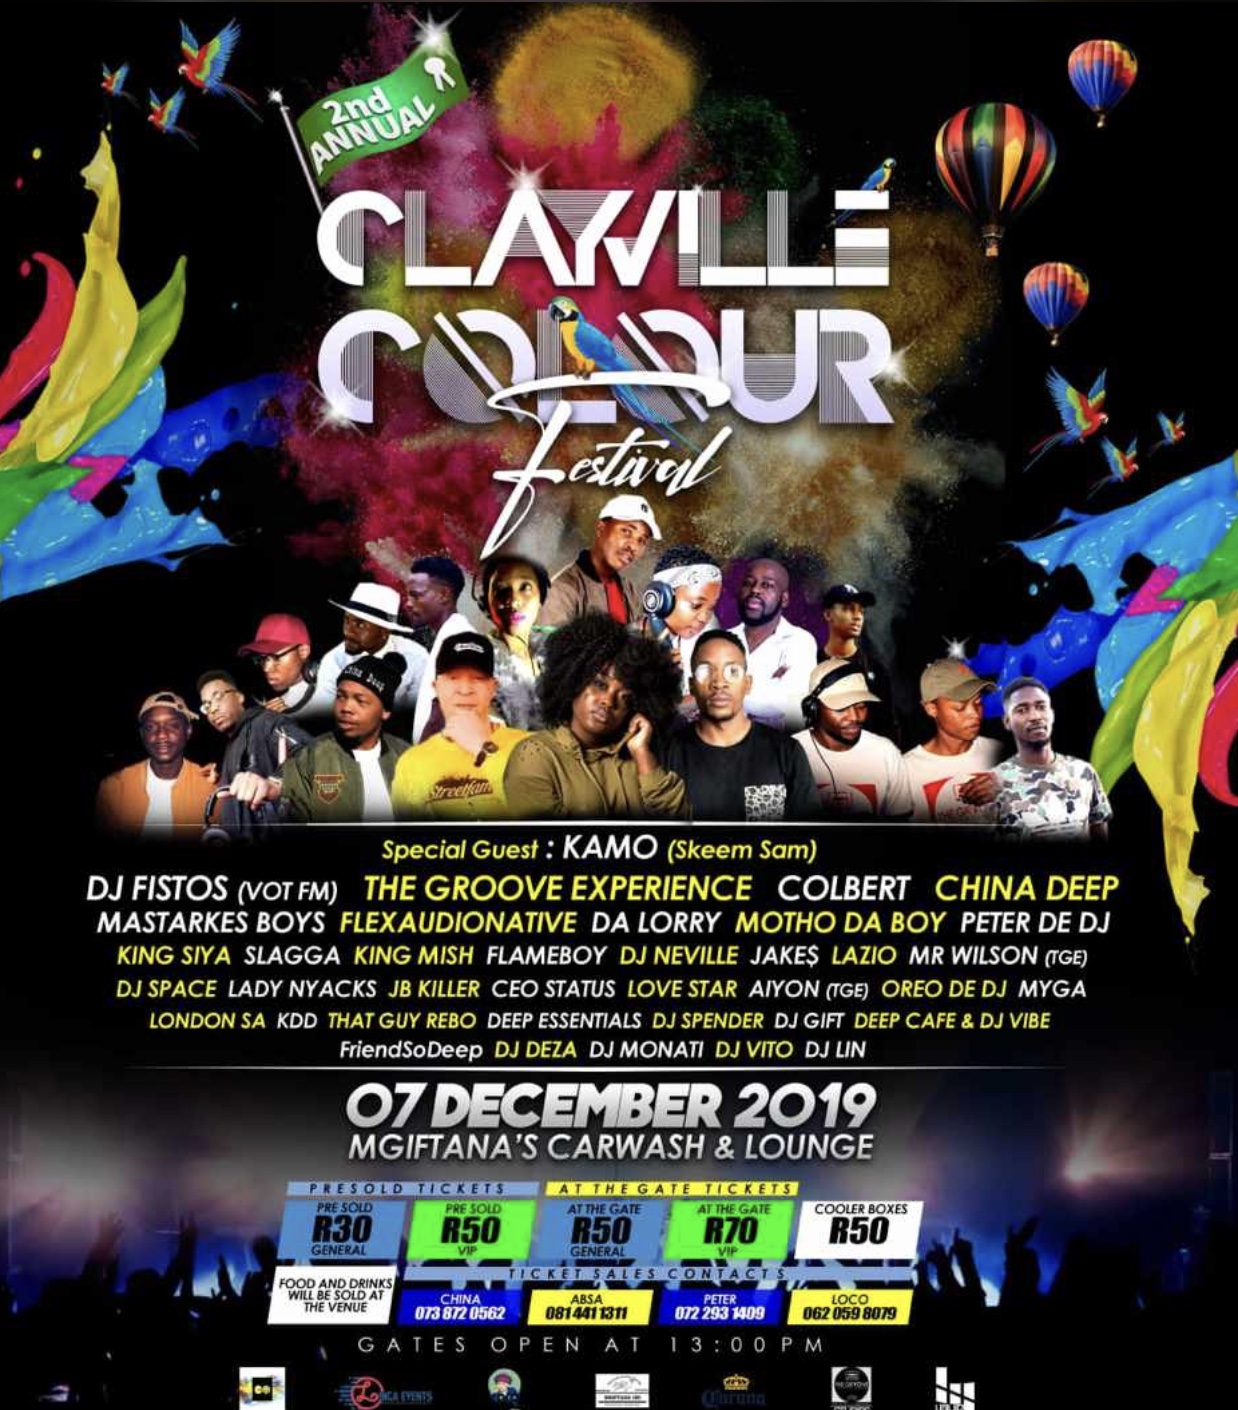 2nd
ANNUAL
CLAYVILLE
COLOUR
Festival
China Deep
Streetfam
Special Guest : KAMO (Skeem Sam)
DJ FISTOS (VOT FM) THE GROOVE EXPERIENCE COLBERT CHINA DEEP
MASTARKES BOYS FLEXAUDIONATIVE DA LORRY MOTHO DA BOY PETER DE DJ
KING SIYA SLAGGA KING MISH FLAMEBOY DJ NEVILLE JAKE$ LAZIO MR WILSON (TGE)
DJ SPACE LADY NYACKS JB KILLER CEO STATUS LOVE STAR AIYON (TGE) OREO DE DJ MYGA
LONDON SA KDD THAT GUY REBO DEEP ESSENTIALS DJ SPENDER DJ GIFT DEEP CAFE & DJ VIBE
FriendSoDeep DJ DEZA DJ MONATI DJ VITO DJ LIN
07 DECEMBER 2019
MGIFTANA'S CARWASH & LOUNGE
PRESOLD TICKETS AT THE GATE TICKETS
PRE SOLD PRE SOLD AT THE GATE AT THE GATE COOLER BOXES
R30 R50 R50 R70 R50
GENERAL VIP GENERAL VIP
TICKET SALES CONTACTS
FOOD AND DRINKS
WILL BE SOLD AT
THE VENUE
CHINA ABSA PETER LOCO
073 872 0562 081 441 1311 072 293 1409 062 059 8079
GATES OPEN AT 13:00 PM
EVENTS
Corona